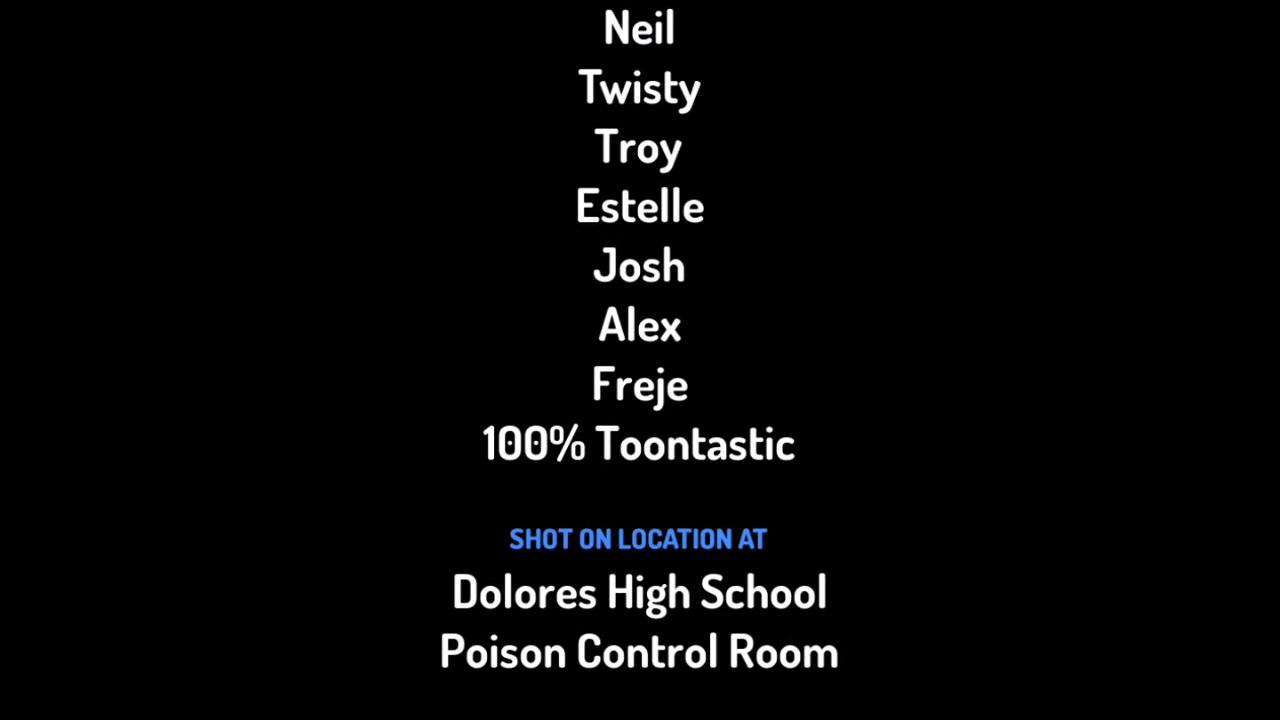 Neil
Twisty
Troy
Estelle
Josh
Alex
Freje
100% Toontastic
SHOT ON LOCATION AT
Dolores High School
Poison Control Room